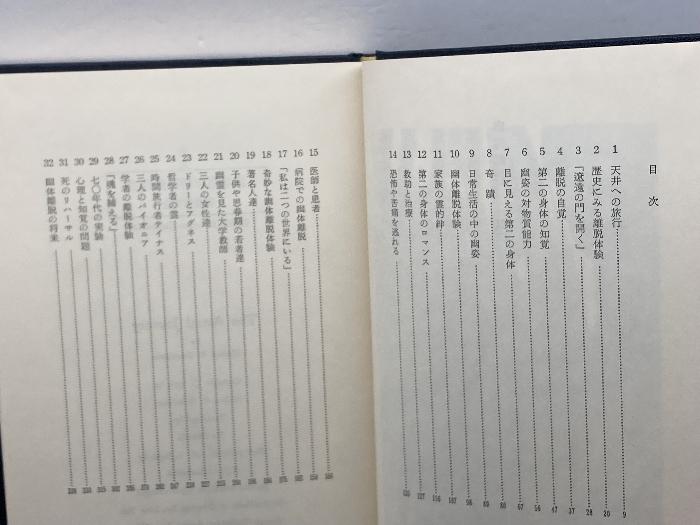 目次
1 天井への旅行 9
2 歴史にみる離脱体験 20
3 「遼遠の門を開く」 28
4 離脱の自覚 37
5 第二の身体の知覚 47
6 幽姿の対物質能力 56
7 目に見える第二の身体 67
8 奇蹟 80
9 日常生活の中の幽姿 89
10 幽体離脱体験 98
11 家族の霊的絆 107
12 第二の身体のロマンス
13 救助と治療
14 恐怖や苦痛を逃れる
15 医師と患者
16 病院での幽体離脱
17 「私は二つの世界にいる」
18 奇妙な幽体離脱体験
19 著名人達
20 子供や思春期の若者達
21 幽霊を見た大学教師
22 三人の女性達
23 ドリーとアグネス
24 哲学者の霊
25 時間旅行者テイナス
26 三人のパイオニア
27 学者の離脱体験
28 「魂を捕える」
29 七〇年代の実験
30 心理と知覚の問題
31 死のリハーサル
32 幽体離脱の将来